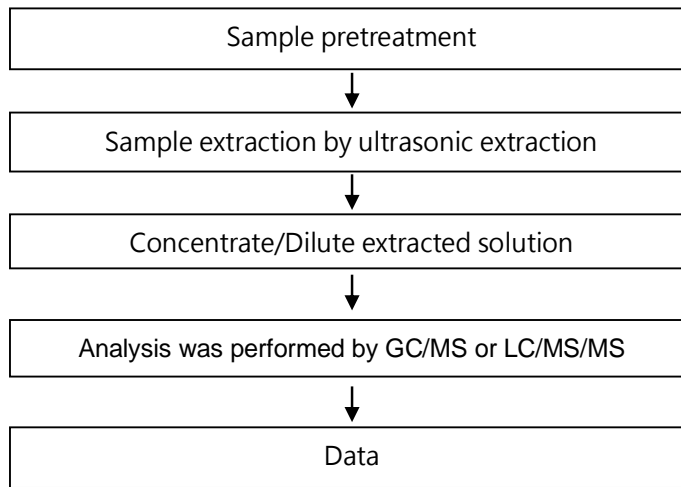 Sample pretreatment
Sample extraction by ultrasonic extraction
Concentrate/Dilute extracted solution
Analysis was performed by GC/MS or LC/MS/MS
Data